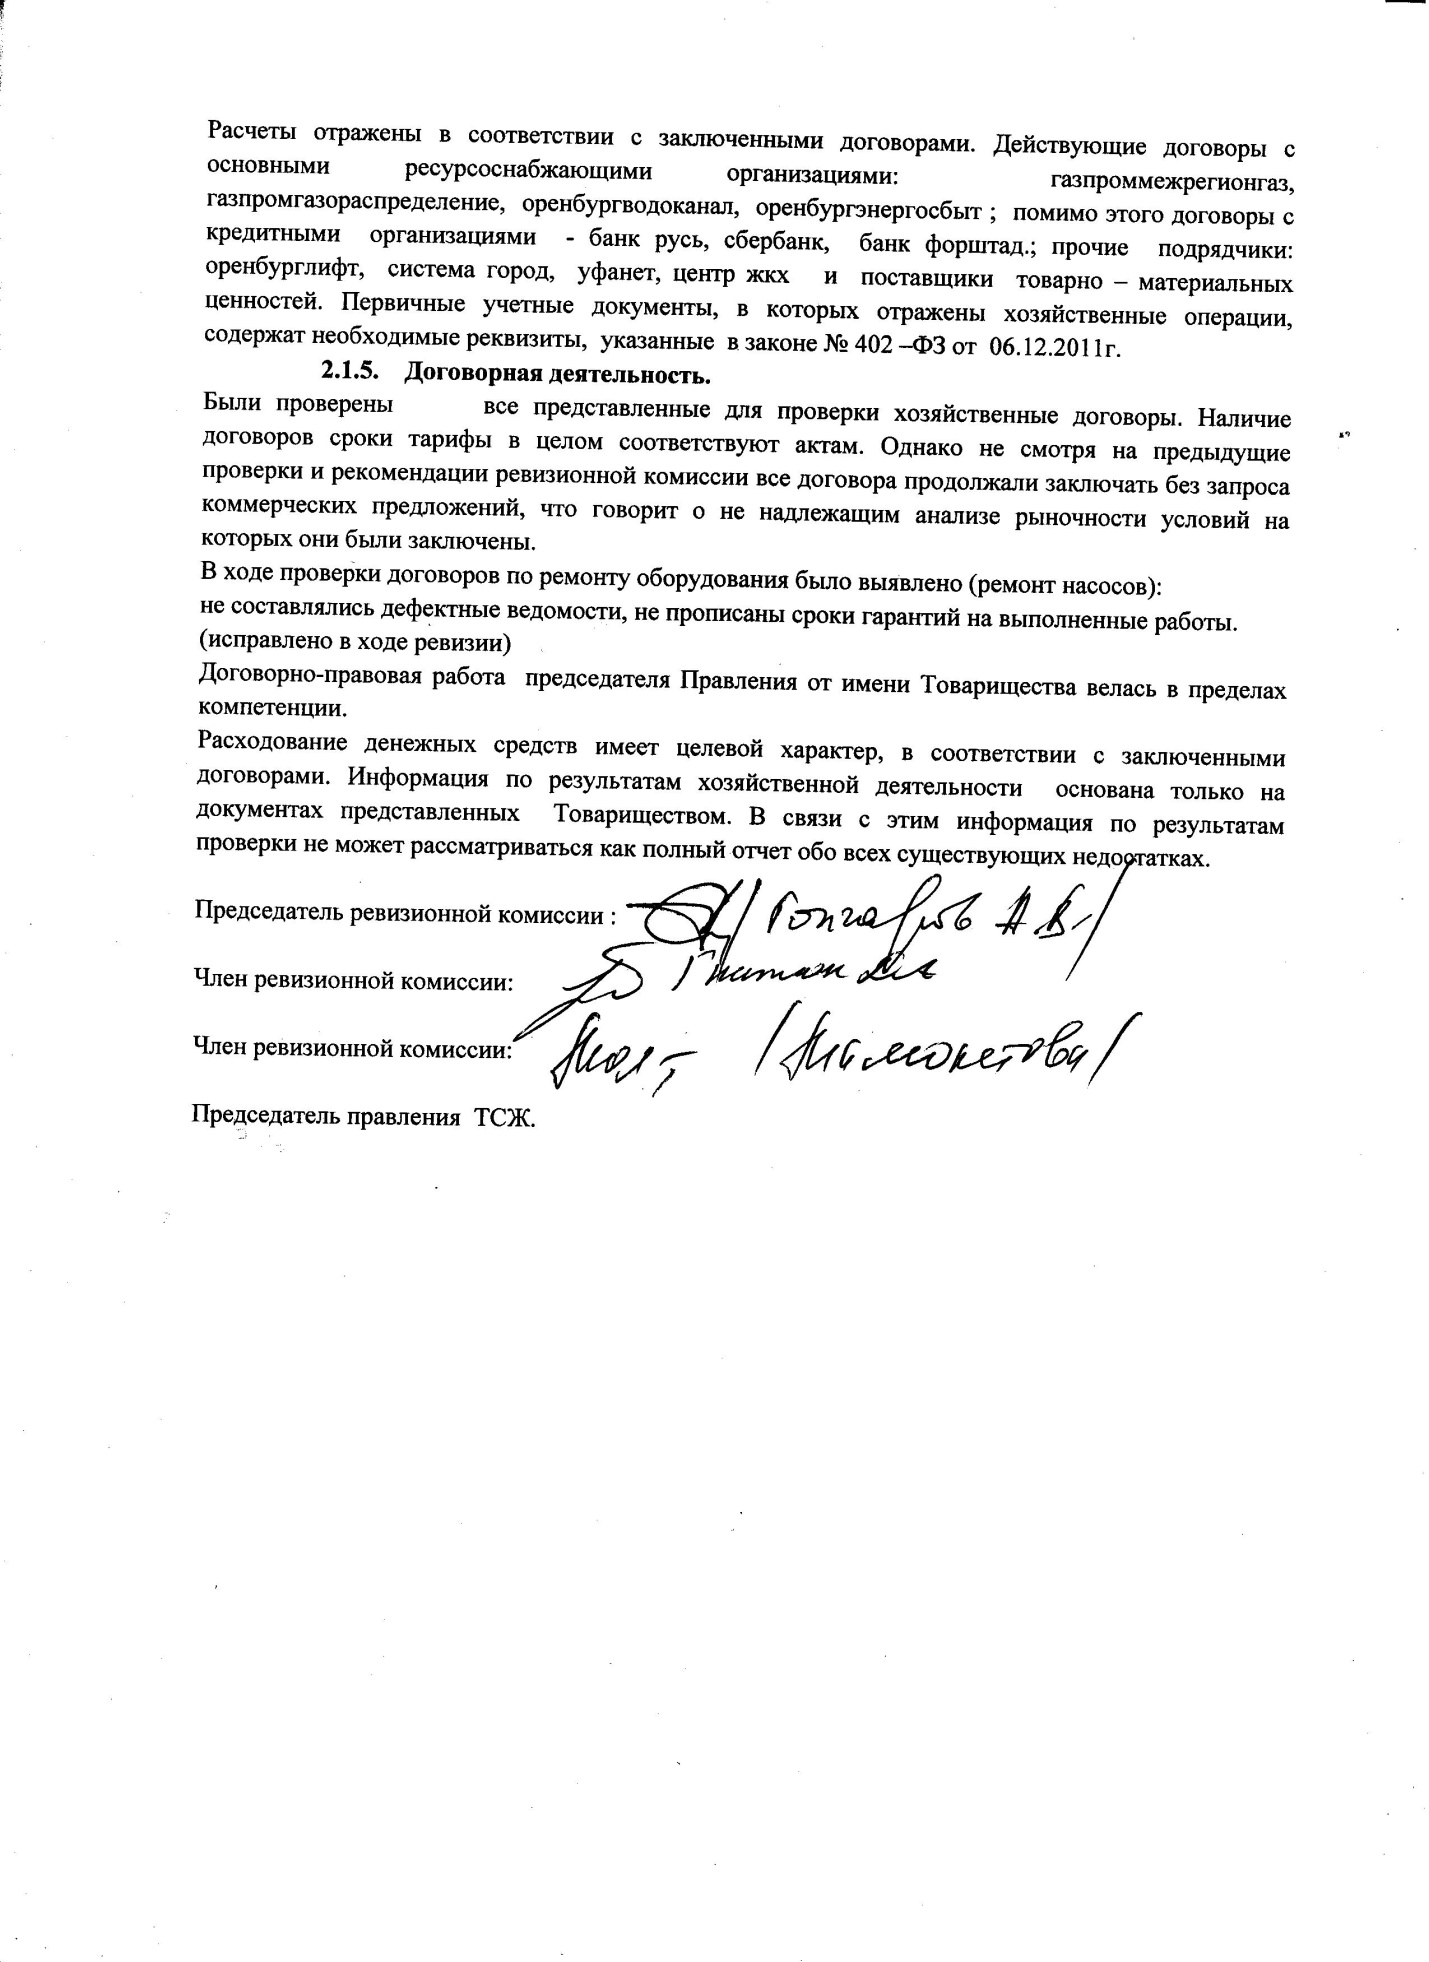 Расчеты отражены в соответствии с заключенными договорами. Действующие договоры с
основными ресурсоснабжающими организациями: газпроммежрегионгаз,
газпромгазораспределение, оренбургводоканал, оренбургэнергосбыт ; помимо этого договоры с
кредитными организациями - банк русь, сбербанк, банк форштад.; прочие подрядчики:
оренбурглифт, система город, уфанет, центр жкх и поставщики товарно – материальных
ценностей. Первичные учетные документы, в которых отражены хозяйственные операции,
содержат необходимые реквизиты, указанные в законе № 402 –ФЗ от 06.12.2011г.
2.1.5. Договорная деятельность.
Были проверены все представленные для проверки хозяйственные договоры. Наличие
договоров сроки тарифы в целом соответствуют актам. Однако не смотря на предыдущие
проверки и рекомендации ревизионной комиссии все договора продолжали заключать без запроса
коммерческих предложений, что говорит о не надлежащим анализе рыночности условий на
которых они были заключены.
В ходе проверки договоров по ремонту оборудования было выявлено (ремонт насосов):
не составлялись дефектные ведомости, не прописаны сроки гарантий на выполненные работы.
(исправлено в ходе ревизии)
Договорно-правовая работа председателя Правления от имени Товарищества велась в пределах
компетенции.
Расходование денежных средств имеет целевой характер, в соответствии с заключенными
договорами. Информация по результатам хозяйственной деятельности основана только на
документах представленных Товариществом. В связи с этим информация по результатам
проверки не может рассматриваться как полный отчет обо всех существующих недостатках.
Председатель ревизионной комиссии : / Гончаров А В /
Член ревизионной комиссии:
Член ревизионной комиссии:
Председатель правления ТСЖ.